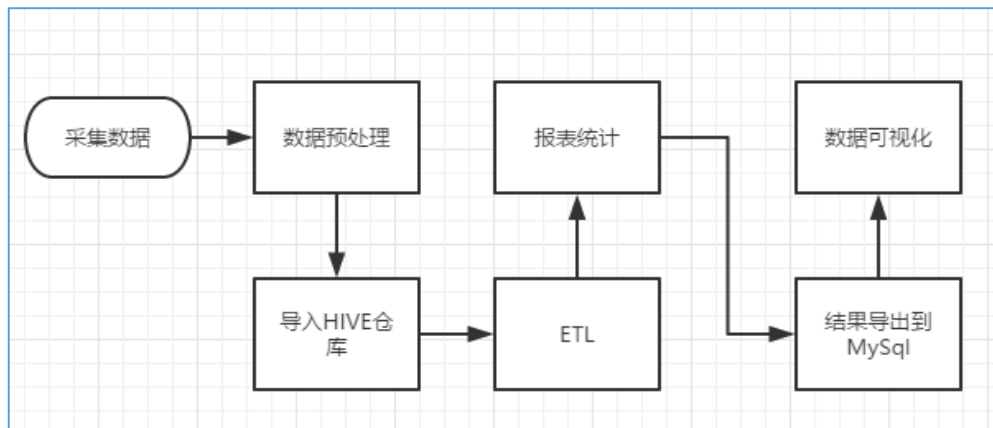 采集数据
数据预处理
报表统计
数据可视化
导入HIVE仓
库
ETL
结果导出到
MySql